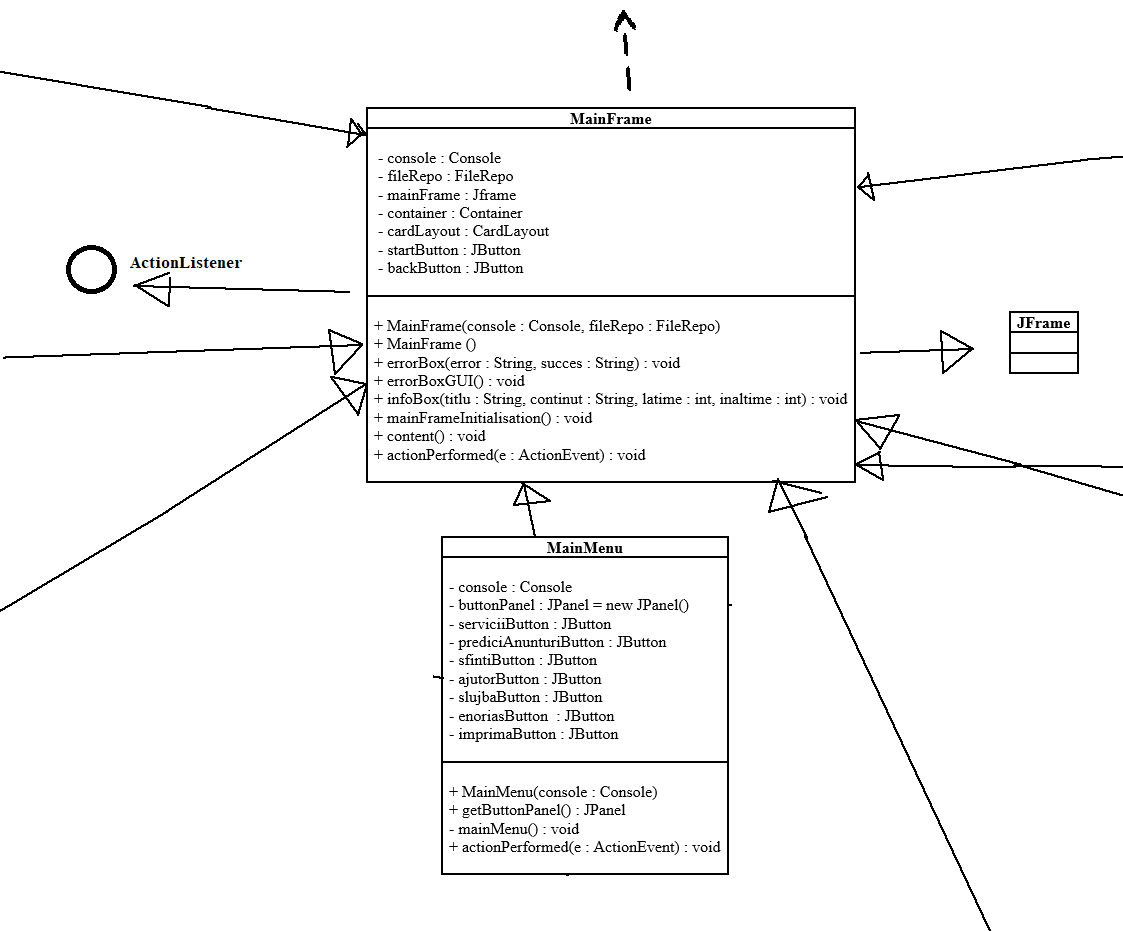 MainFrame
- console : Console
- fileRepo : FileRepo
- mainFrame : Jframe
- container : Container
- cardLayout : CardLayout
- startButton : JButton
- backButton : JButton
ActionListener
+ MainFrame(console : Console, fileRepo : FileRepo)
+ MainFrame ()
+ errorBox(error : String, succes : String) : void
+ errorBoxGUI() : void
+ infoBox(titlu : String, continut : String, latime : int, inaltime : int) : void
+ mainFrameInitialisation() : void
+ content() : void
+ actionPerformed(e : ActionEvent) : void
JFrame
MainMenu
- console : Console
- buttonPanel : JPanel = new JPanel()
- serviciiButton : JButton
- prediciAnunturiButton : JButton
- sfintiButton : JButton
- ajutorButton : JButton
- slujbaButton : JButton
- enoriasButton : JButton
- imprimaButton : JButton
+ MainMenu(console : Console)
+ getButtonPanel() : JPanel
- mainMenu() : void
+ actionPerformed(e : ActionEvent) : void